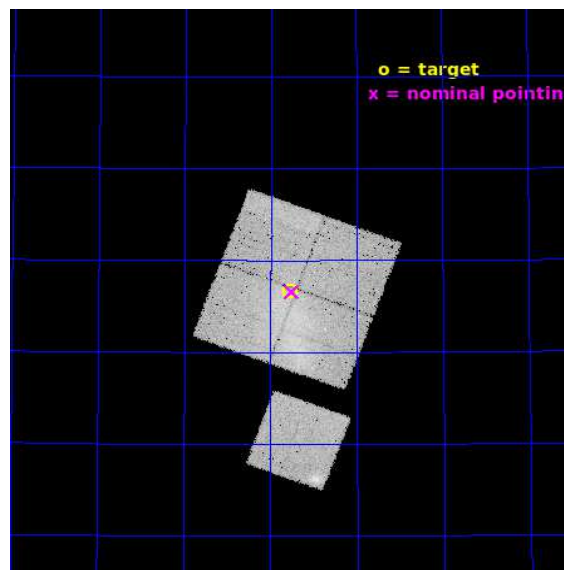 o = target
x = nominal pointin